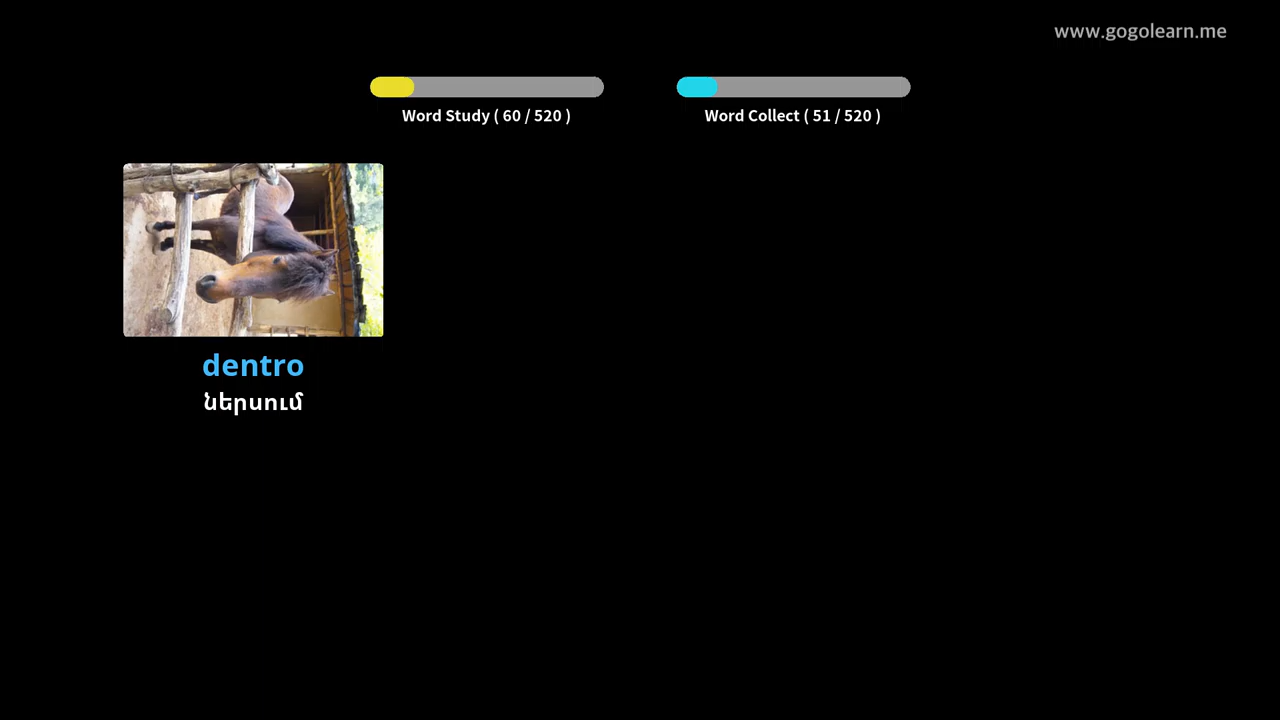 www.gogolearn.me
Word Study ( 60 / 520 )
Word Collect ( 51 / 520 )
dentro
ներսում